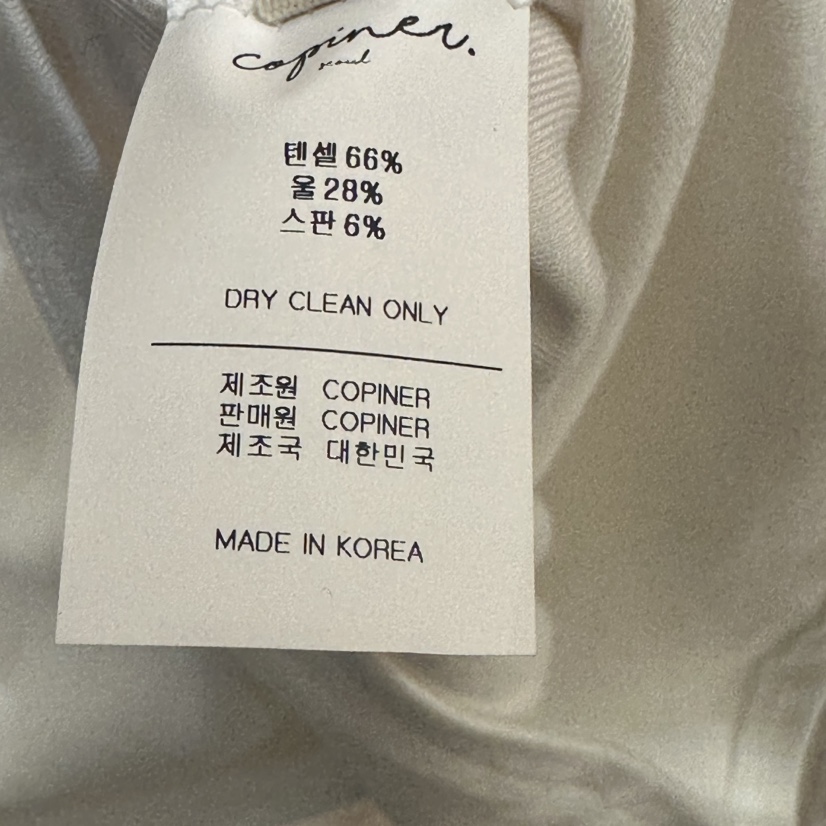 copiner.
seoul
텐셀 66%
울 28%
스판 6%
DRY CLEAN ONLY
제조원 COPINER
판매원 COPINER
제조국 대한민국
MADE IN KOREA